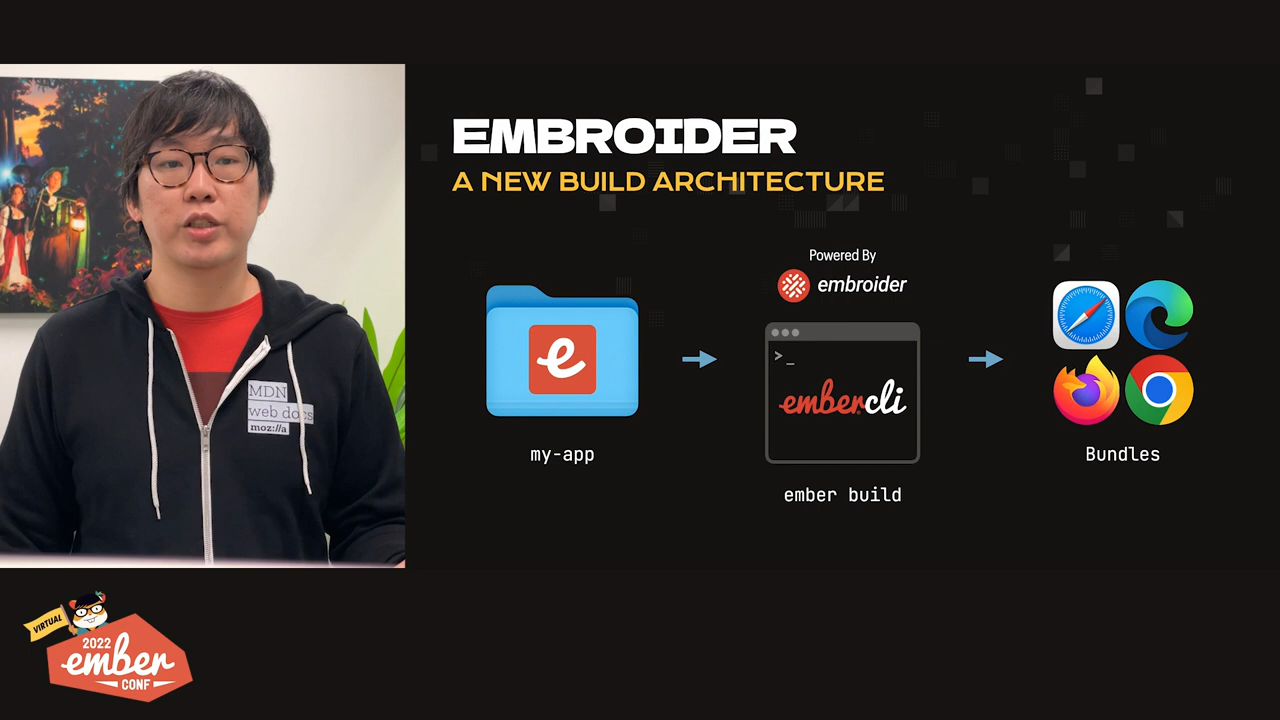 EMBROIDER
A NEW BUILD ARCHITECTURE
Powered By
embroider
e
>_
embercli
my-app
ember build
Bundles
MDN
web docs
moz://a
VIRTUAL
2022
ember
CONF